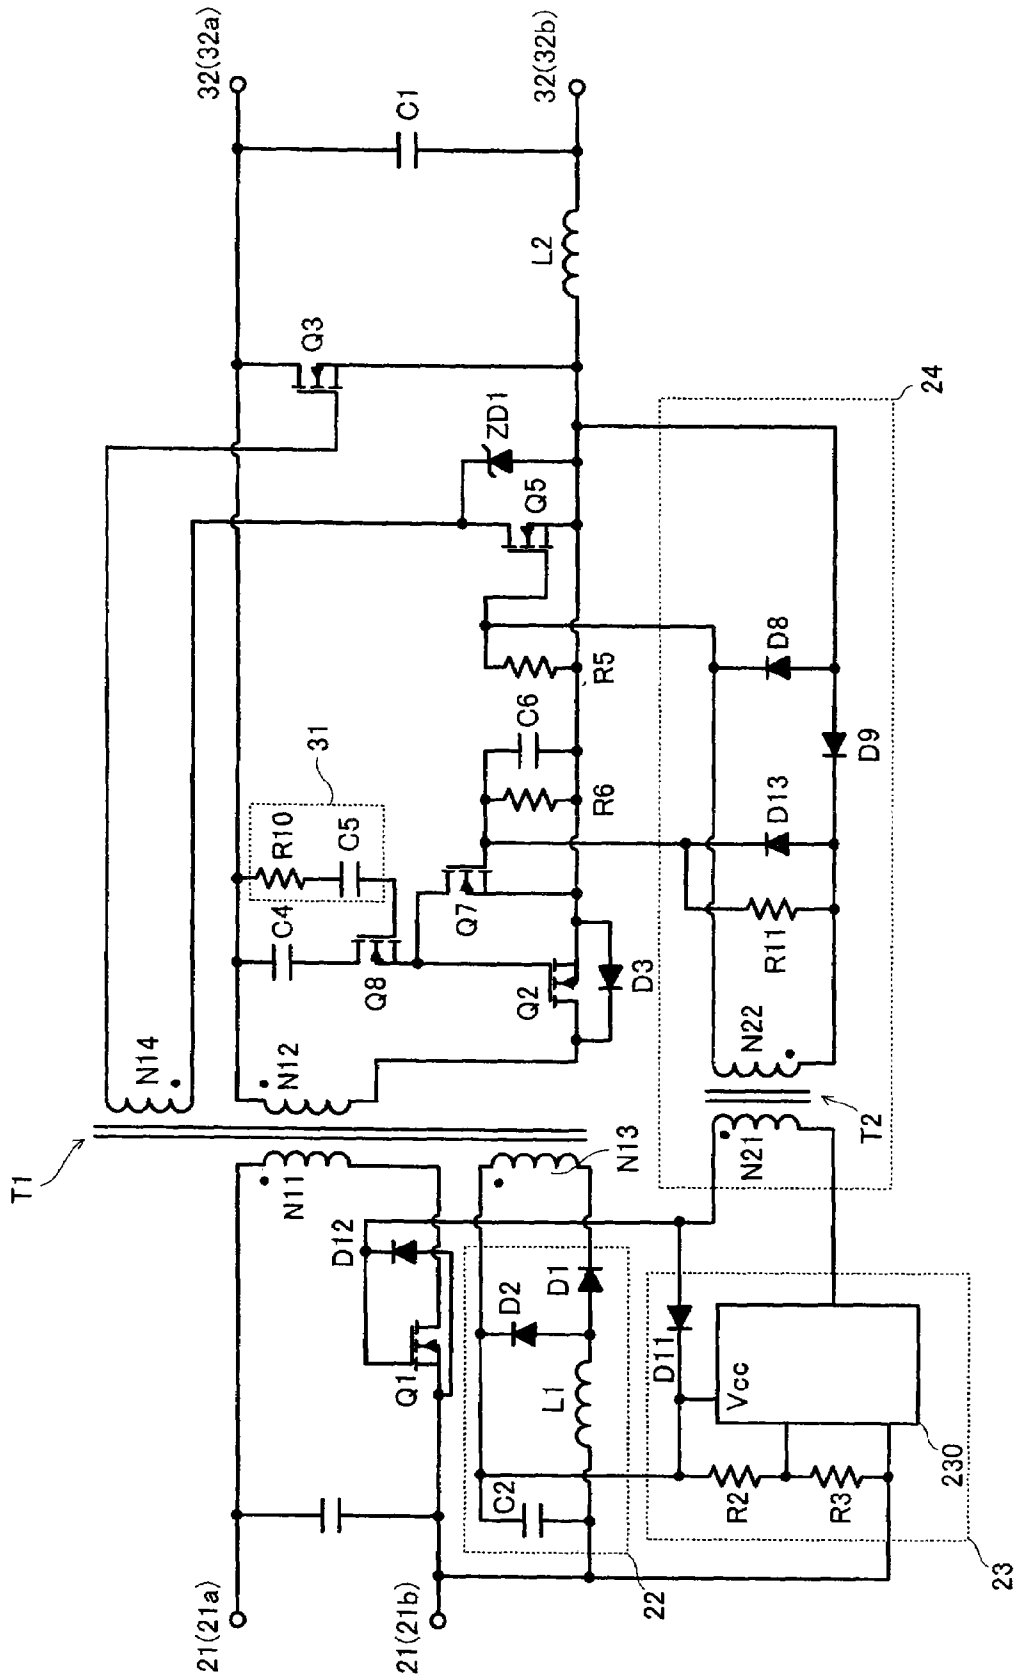 T1
32(32a)
32(32b)
C1
L2
Q3
ZD1
Q5
R5
C6
R6
31
R10
C5
C4
Q8
Q7
Q2
D3
N14
N12
N11
N13
D12
Q1
21(21a)
21(21b)
D2
D1
L1
C2
22
24
D8
D9
D13
R11
N22
N21
T2
D11
Vcc
230
R2
R3
23